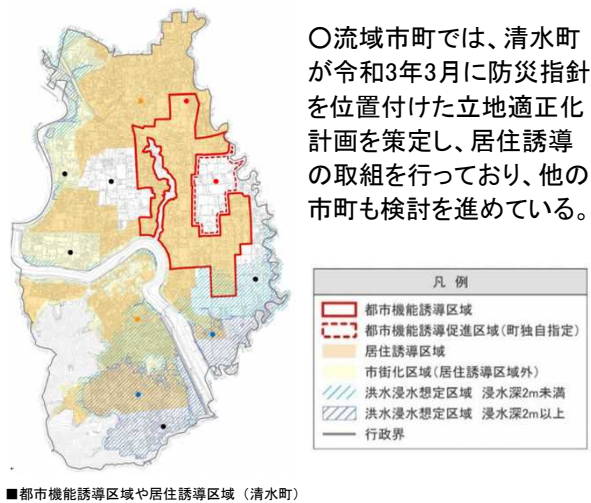 〇流域市町では、清水町
が令和3年3月に防災指針
を位置付けた立地適正化
計画を策定し、居住誘導
の取組を行っており、他の
市町も検討を進めている。
凡 例
都市機能誘導区域
都市機能誘導促進区域(町独自指定)
居住誘導区域
市街化区域(居住誘導区域外)
洪水浸水想定区域 浸水深2m未満
洪水浸水想定区域 浸水深2m以上
行政界
■都市機能誘導区域や居住誘導区域（清水町）